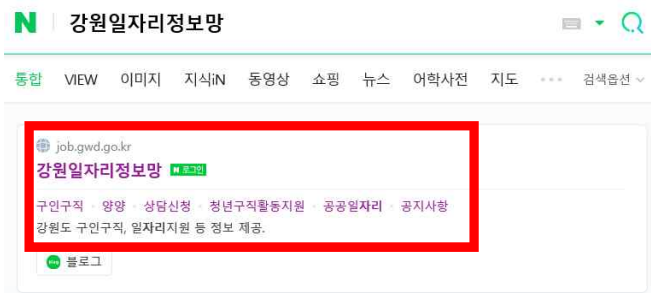 N 강원일자리정보망
통합 VIEW 이미지 지식iN 동영상 쇼핑 뉴스 어학사전 지도 ··· 검색옵션
job.gwd.go.kr
강원일자리정보망 N 로그인
구인구직 · 양양 · 상담신청 · 청년구직활동지원 · 공공일자리 · 공지사항
강원도 구인구직, 일자리지원 등 정보 제공.
블로그